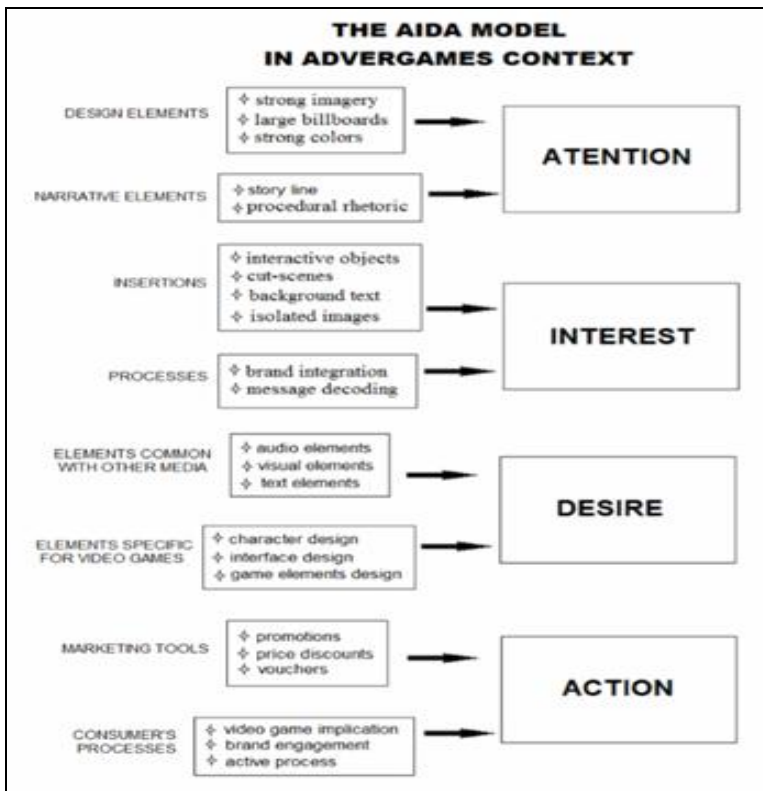 THE AIDA MODEL
IN ADVERGAMES CONTEXT
DESIGN ELEMENTS
✧ strong imagery
✧ large billboards
✧ strong colors
ATENTION
NARRATIVE ELEMENTS
✧ story line
✧ procedural rhetoric
INSERTIONS
✧ interactive objects
✧ cut-scenes
✧ background text
✧ isolated images
INTEREST
PROCESSES
✧ brand integration
✧ message decoding
ELEMENTS COMMON
WITH OTHER MEDIA
✧ audio elements
✧ visual elements
✧ text elements
DESIRE
ELEMENTS SPECIFIC
FOR VIDEO GAMES
✧ character design
✧ interface design
✧ game elements design
MARKETING TOOLS
✧ promotions
✧ price discounts
✧ vouchers
ACTION
CONSUMER'S
PROCESSES
✧ video game implication
✧ brand engagement
✧ active process